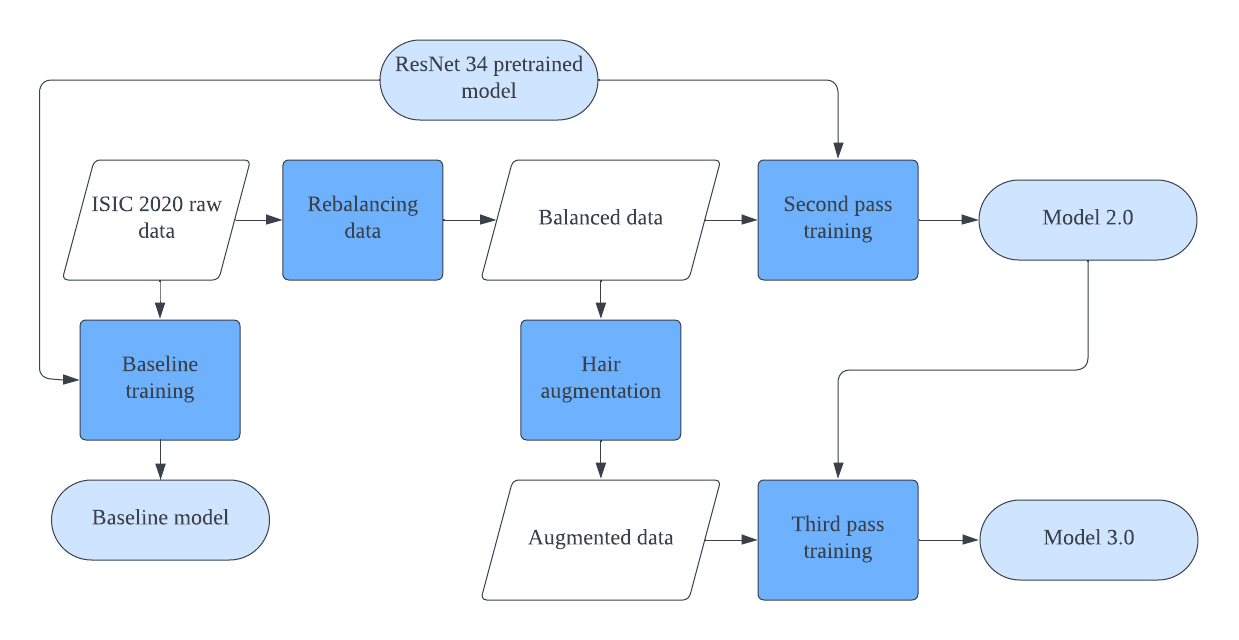 ResNet 34 pretrained
model
ISIC 2020 raw
data
Rebalancing
data
Balanced data
Second pass
training
Model 2.0
Baseline
training
Hair
augmentation
Baseline model
Augmented data
Third pass
training
Model 3.0